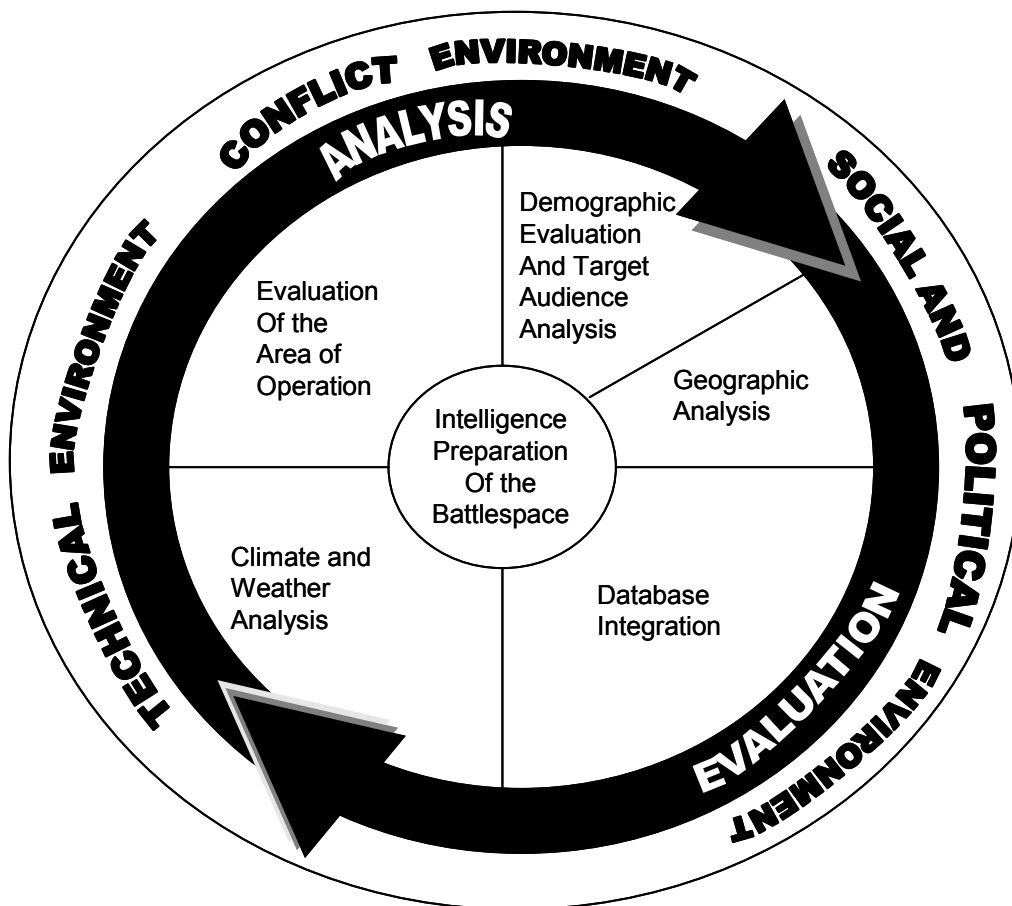 CONFLICT ENVIRONMENT
ANALYSIS
SOCIAL AND POLITICAL ENVIRONMENT
TECHNICAL ENVIRONMENT
Demographic
Evaluation
And Target
Audience
Analysis
Evaluation
Of the
Area of
Operation
Geographic
Analysis
Intelligence
Preparation
Of the
Battlespace
Climate and
Weather
Analysis
Database
Integration
EVALUATION